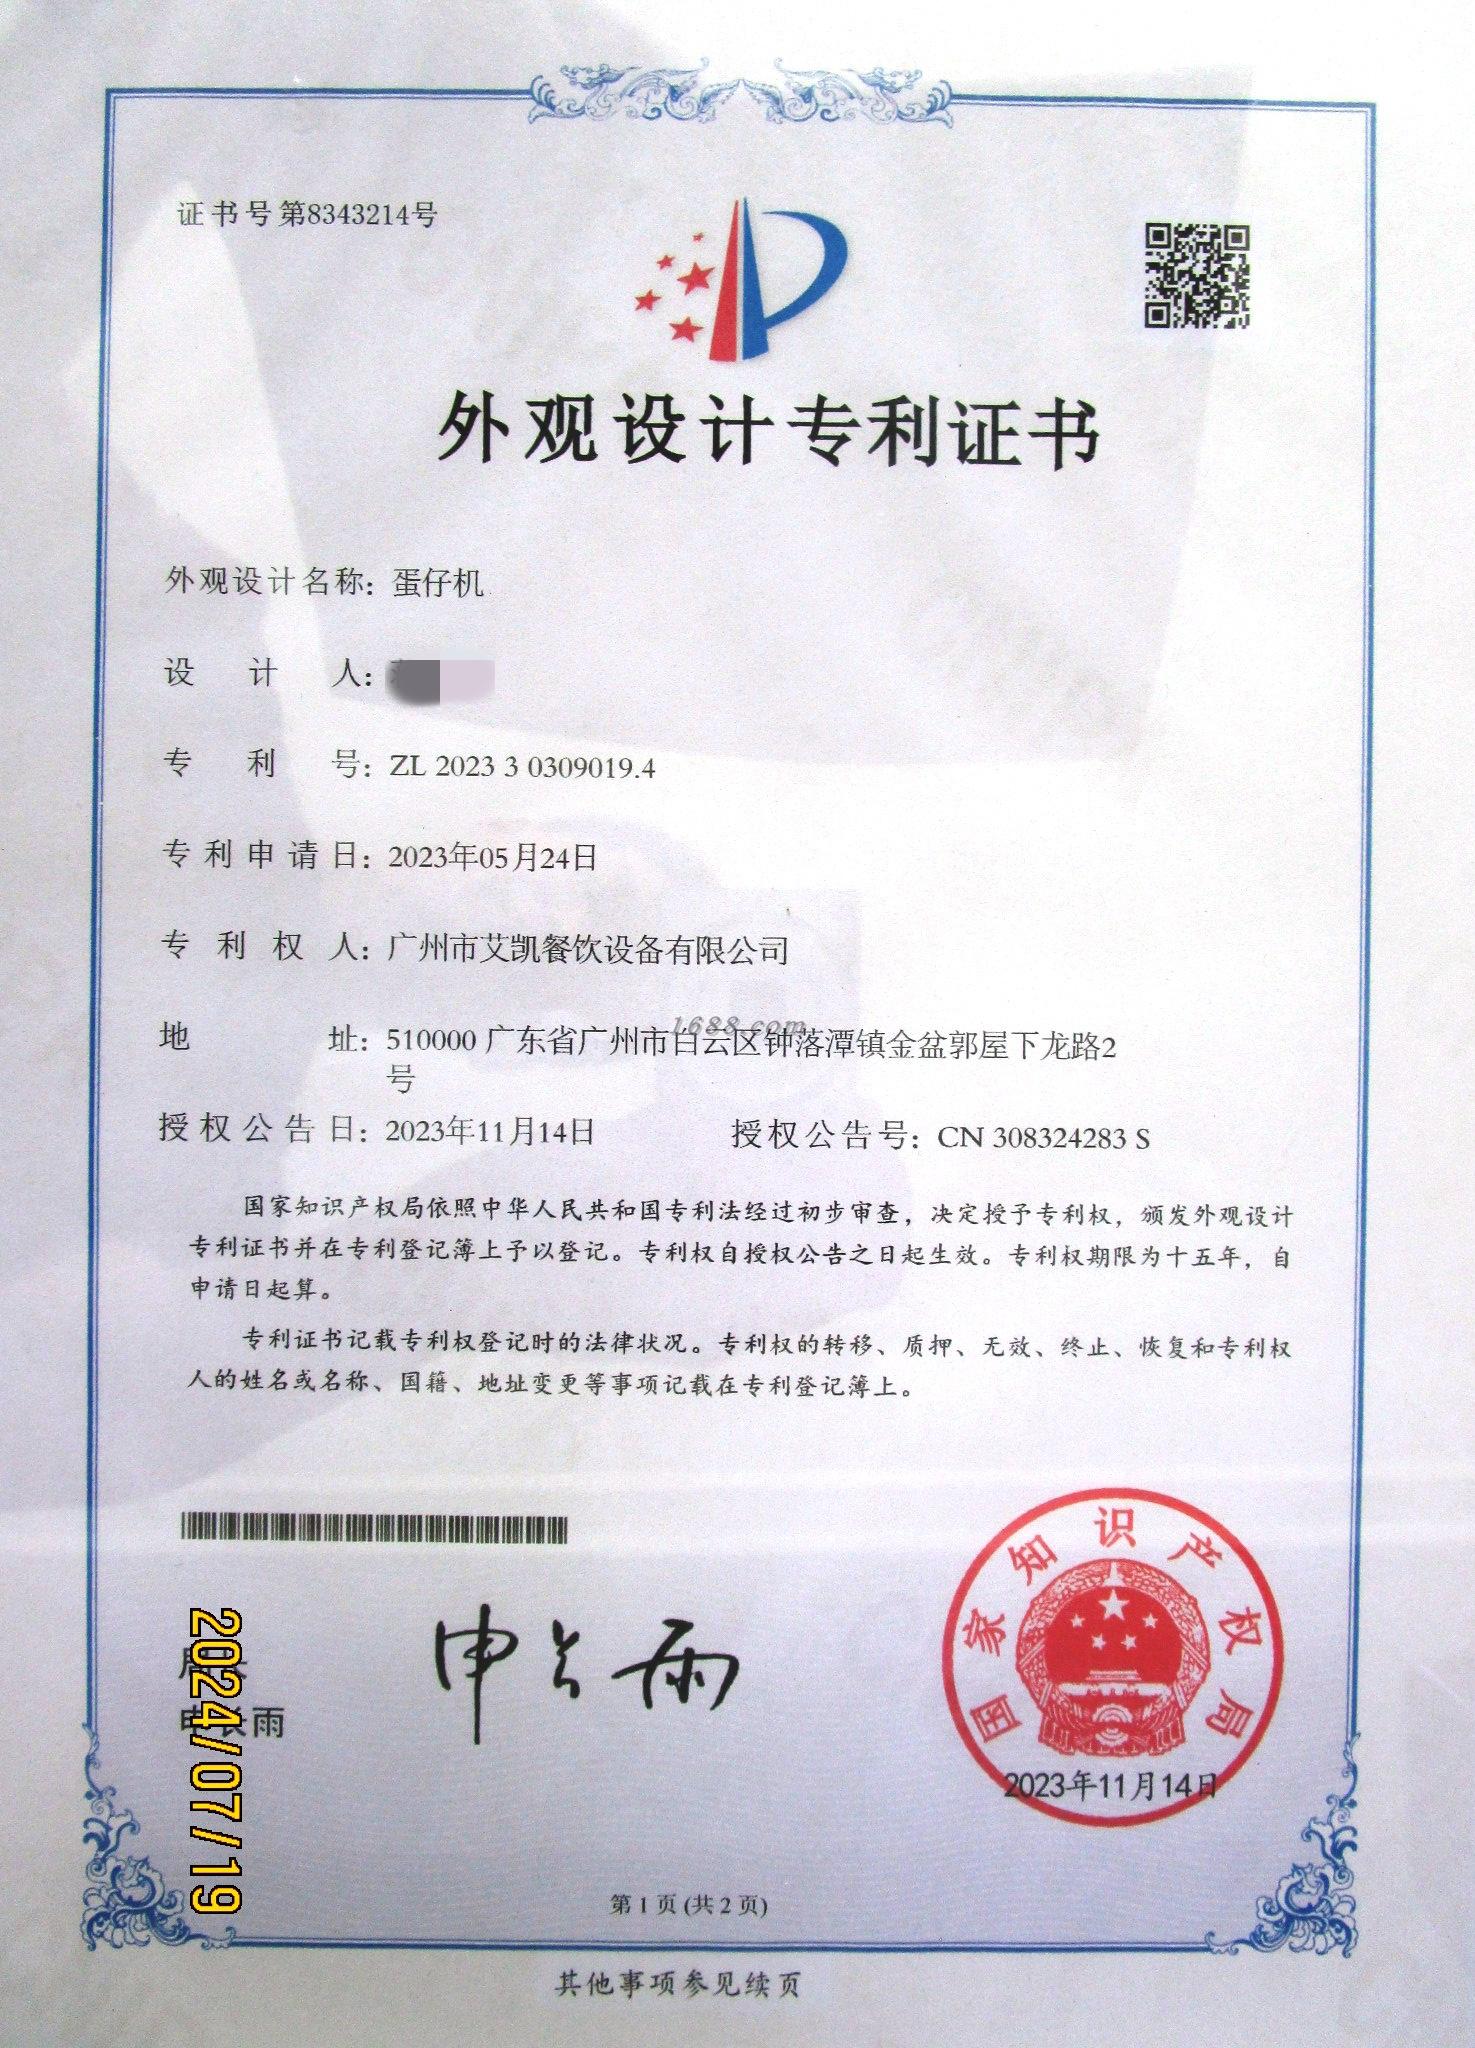 证书号第8343214号
外观设计专利证书
外观设计名称：蛋仔机
设计人：
专利号：ZL 2023 3 0309019.4
专利申请日：2023年05月24日
专利权人：广州市艾凯餐饮设备有限公司
1688.com
地址：510000 广东省广州市白云区钟落潭镇金盆郭屋下龙路2
号
授权公告日：2023年11月14日 授权公告号：CN 308324283 S
国家知识产权局依照中华人民共和国专利法经过初步审查，决定授予专利权，颁发外观设计
专利证书并在专利登记簿上予以登记。专利权自授权公告之日起生效。专利权期限为十五年，自
申请日起算。
专利证书记载专利权登记时的法律状况。专利权的转移、质押、无效、终止、恢复和专利权
人的姓名或名称、国籍、地址变更等事项记载在专利登记簿上。
局长
申长雨
申长雨
2024/07/19
国家知识产权局
2023年11月14日
第 1 页 (共 2 页)
其他事项参见续页